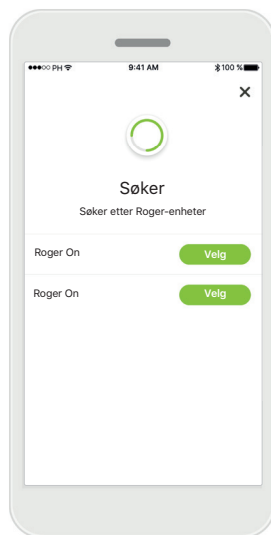 ●●●○○ PH 9:41 AM 100 %
×
Søker
Søker etter Roger-enheter
Roger On Velg
Roger On Velg